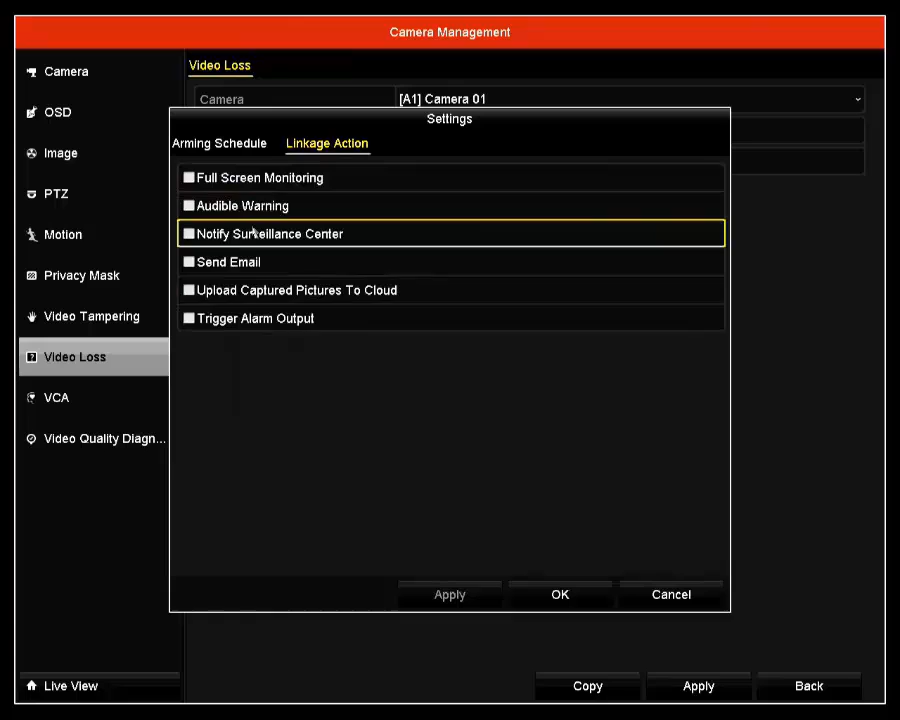 Camera Management
Camera
OSD
Image
PTZ
Motion
Privacy Mask
Video Tampering
Video Loss
VCA
Video Quality Diagn...
Live View
Video Loss
Camera
[A1] Camera 01
Settings
Arming Schedule
Linkage Action
Full Screen Monitoring
Audible Warning
Notify Surveillance Center
Send Email
Upload Captured Pictures To Cloud
Trigger Alarm Output
Apply
OK
Cancel
Copy
Apply
Back